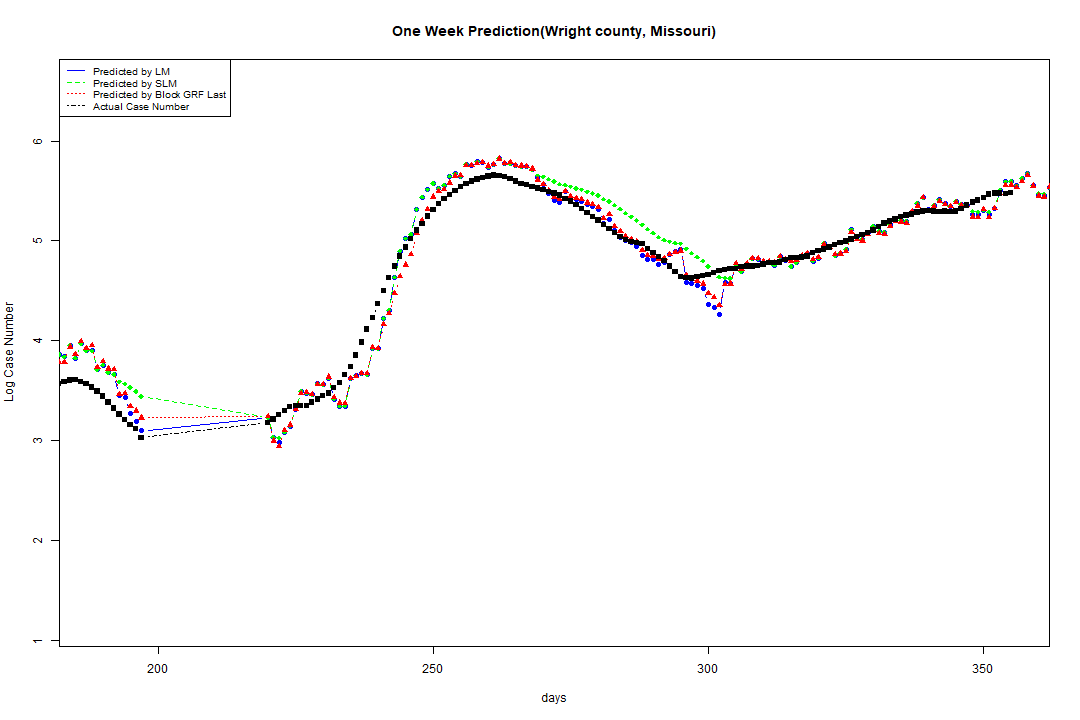 One Week Prediction(Wright county, Missouri)
Predicted by LM
Predicted by SLM
Predicted by Block GRF Last
Actual Case Number
6
5
4
3
2
1
Log Case Number
200 250 300 350
days